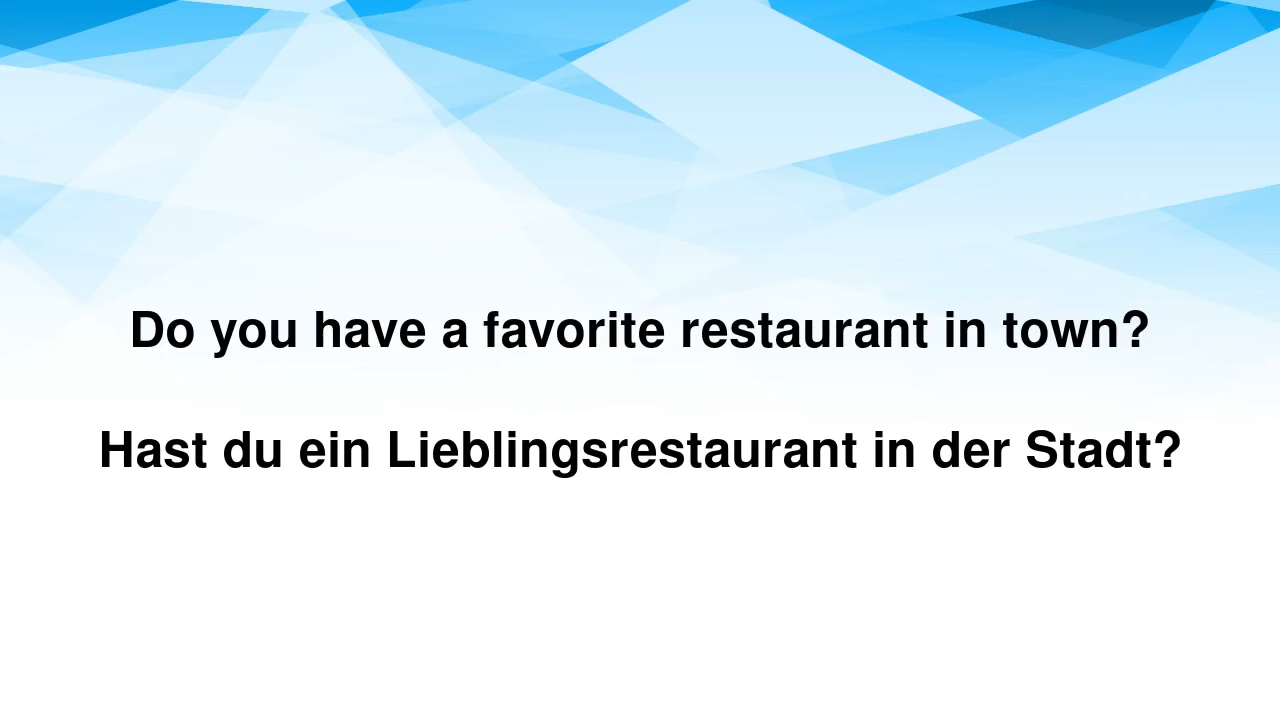 Do you have a favorite restaurant in town?
Hast du ein Lieblingsrestaurant in der Stadt?